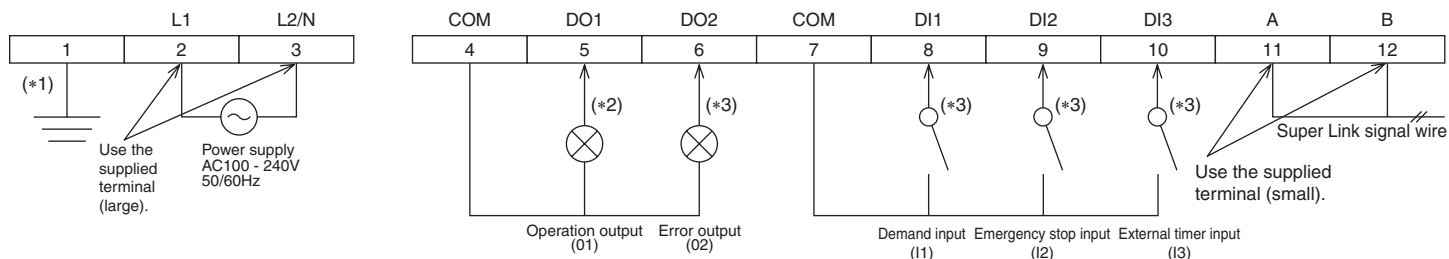 L1 L2/N COM DO1 DO2 COM DI1 DI2 DI3 A B
1 2 3 4 5 6 7 8 9 10 11 12
(*1) (*2) (*3) (*3) (*3) (*3)
Use the
supplied
terminal
(large).
Power supply
AC100 - 240V
50/60Hz
Super Link signal wire
Use the supplied
terminal (small).
Operation output
(01)
Error output
(02)
Demand input
(I1)
Emergency stop input
(I2)
External timer input
(I3)